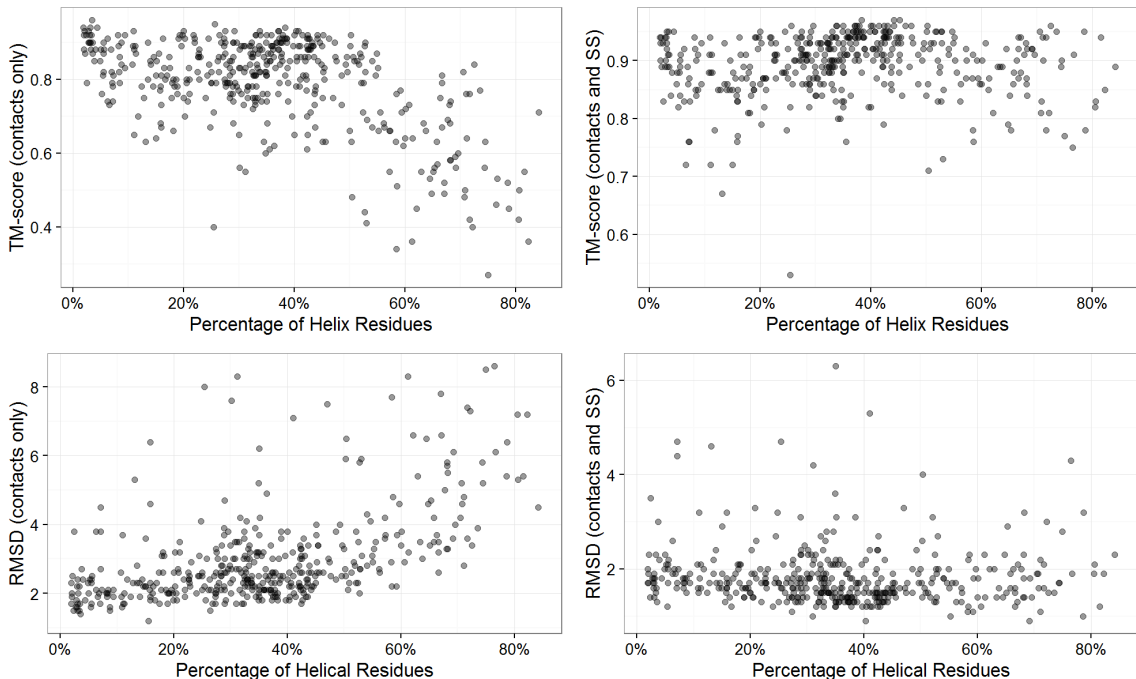 TM-score (contacts only)
0.8
0.6
0.4
0% 20% 40% 60% 80%
Percentage of Helix Residues
TM-score (contacts and SS)
0.9
0.8
0.7
0.6
0% 20% 40% 60% 80%
Percentage of Helix Residues
RMSD (contacts only)
8
6
4
2
0% 20% 40% 60% 80%
Percentage of Helical Residues
RMSD (contacts and SS)
6
4
2
0% 20% 40% 60% 80%
Percentage of Helical Residues